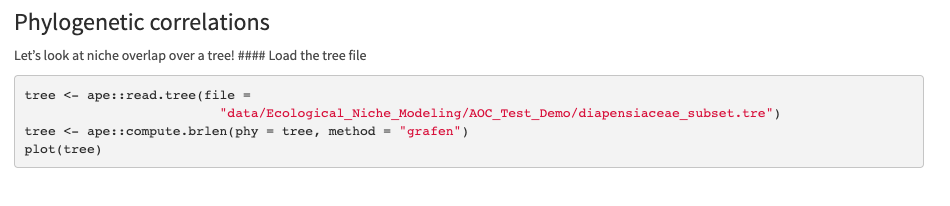 Phylogenetic correlations
Let’s look at niche overlap over a tree! #### Load the tree file
tree <- ape::read.tree(file =
"data/Ecological_Niche_Modeling/AOC_Test_Demo/diapensiaceae_subset.tre")
tree <- ape::compute.brlen(phy = tree, method = "grafen")
plot(tree)